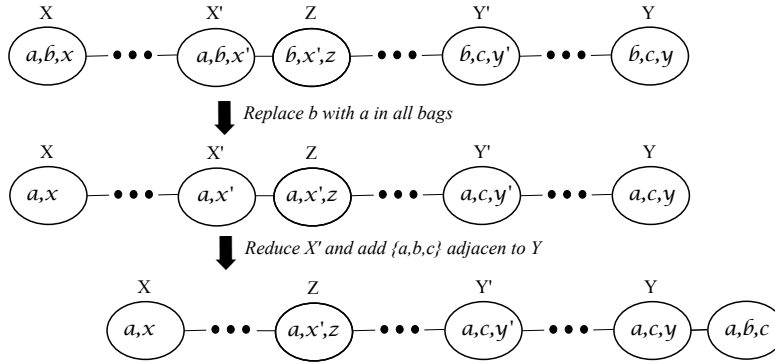 X X' Z Y' Y
a,b,x a,b,x' b,x',z b,c,y' b,c,y
Replace b with a in all bags
X X' Z Y' Y
a,x a,x' a,x',z a,c,y' a,c,y
Reduce X' and add {a,b,c} adjacen to Y
X Z Y' Y
a,x a,x',z a,c,y' a,c,y a,b,c